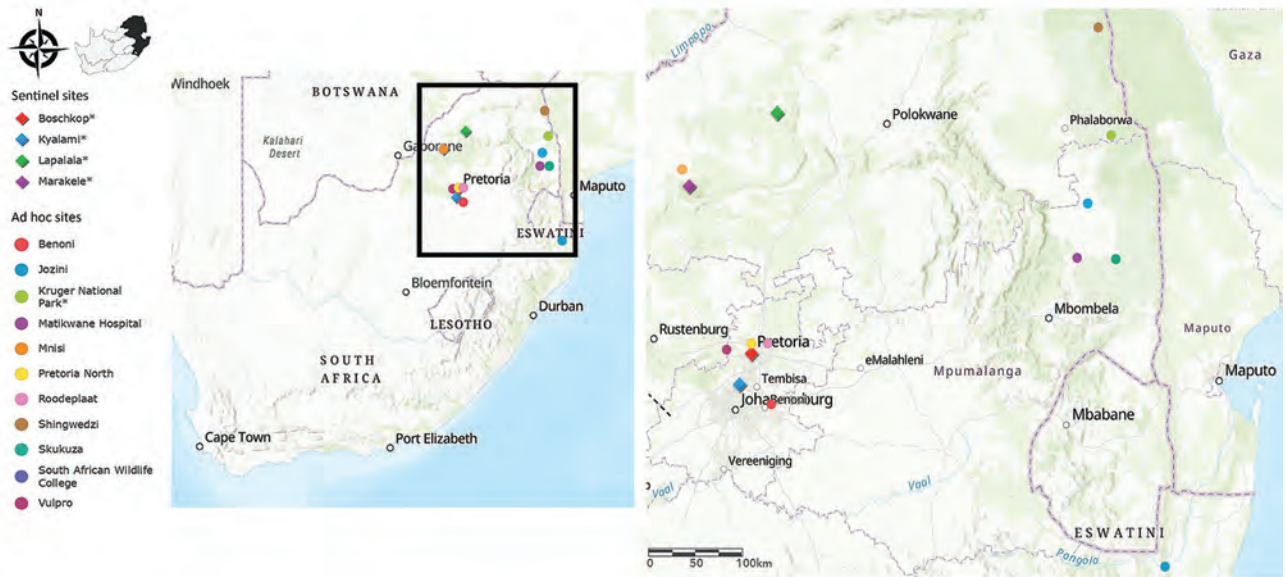 N
Sentinel sites
Boschkop*
Kyalami*
Lapalala*
Marakele*
Ad hoc sites
Benoni
Jozini
Kruger National
Park*
Matikwane Hospital
Mnisi
Pretoria North
Roodeplaat
Shingwedzi
Skukuza
South African Wildlife
College
Vulpro
Windhoek
BOTSWANA
Kalahari
Desert
Gaborone
Pretoria
Maputo
ESWATINI
Bloemfontein
Durban
LESOTHO
SOUTH
AFRICA
Cape Town
Port Elizabeth
Limpopo
Gaza
Polokwane
Phalaborwa
Mbombela
Rustenburg
Pretoria
Maputo
eMalahleni
Mpumalanga
Tembisa
Maputo
Johannesburg
Benoni
Mbabane
Vereeniging
Vaal
Vaal
ESWATINI
Pongola
0 50 100km